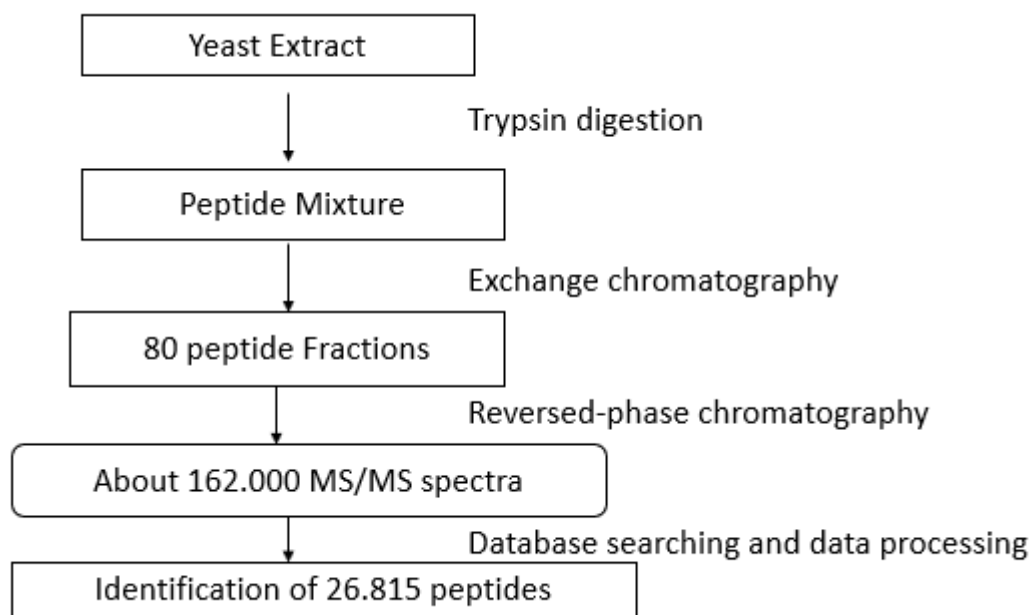 Yeast Extract
Trypsin digestion
Peptide Mixture
Exchange chromatography
80 peptide Fractions
Reversed-phase chromatography
About 162.000 MS/MS spectra
Database searching and data processing
Identification of 26.815 peptides